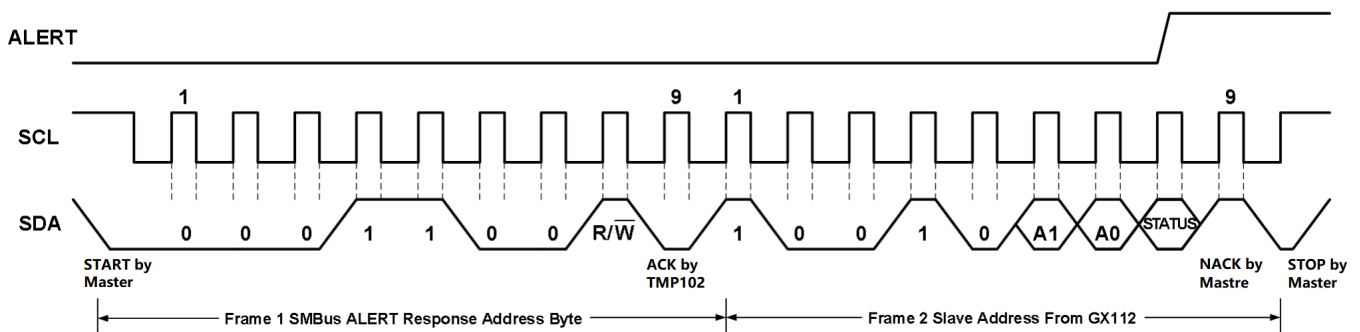 ALERT
1 9 1 9
SCL
SDA
0 0 0 1 1 0 0 R/W̅ 1 0 0 1 0 A1 A0 STATUS
START by
Master
ACK by
TMP102
NACK by
Mastre
STOP by
Master
Frame 1 SMBus ALERT Response Address Byte
Frame 2 Slave Address From GX112